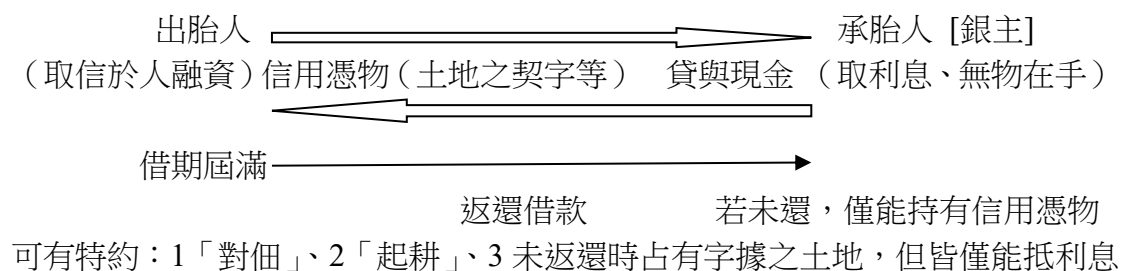 出胎人 承胎人 [銀主]
（取信於人融資）信用憑物（土地之契字等） 貸與現金 （取利息、無物在手）
借期屆滿
返還借款 若未還，僅能持有信用憑物
可有特約：1「對佃」、2「起耕」、3 未返還時占有字據之土地，但皆僅能抵利息